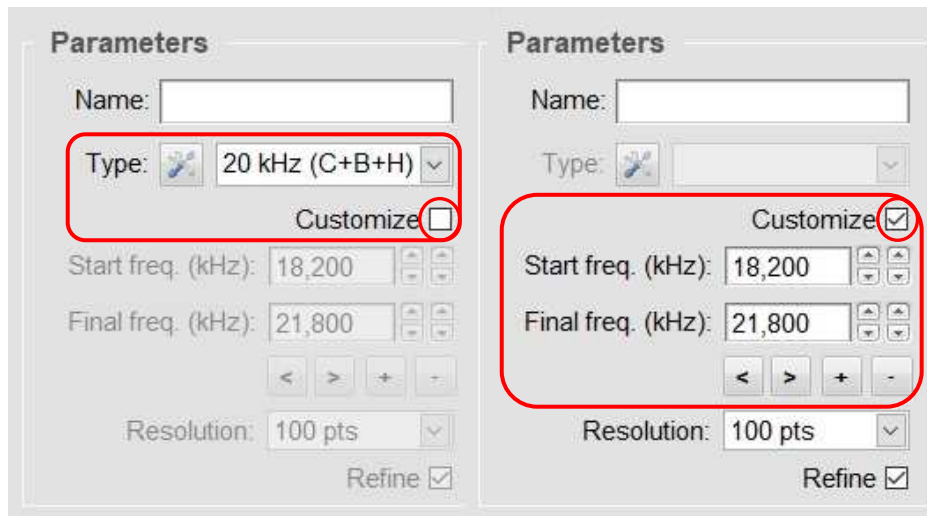 Parameters
Name:
Type: 20 kHz (C+B+H)
Customize
Start freq. (kHz): 18,200
Final freq. (kHz): 21,800
< > + -
Resolution: 100 pts
Refine
Parameters
Name:
Type:
Customize
Start freq. (kHz): 18,200
Final freq. (kHz): 21,800
< > + -
Resolution: 100 pts
Refine